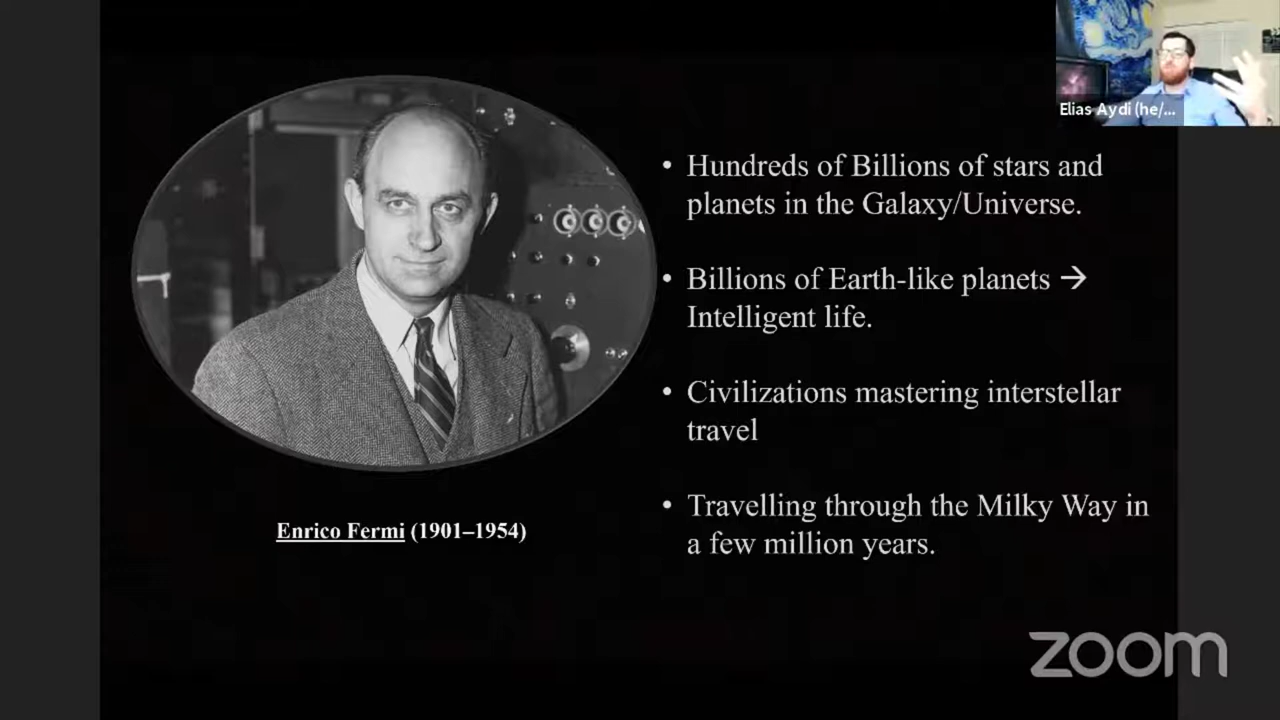 Elias Aydi (he/...
• Hundreds of Billions of stars and
planets in the Galaxy/Universe.
• Billions of Earth-like planets →
Intelligent life.
• Civilizations mastering interstellar
travel
• Travelling through the Milky Way in
a few million years.
Enrico Fermi (1901–1954)
zoom